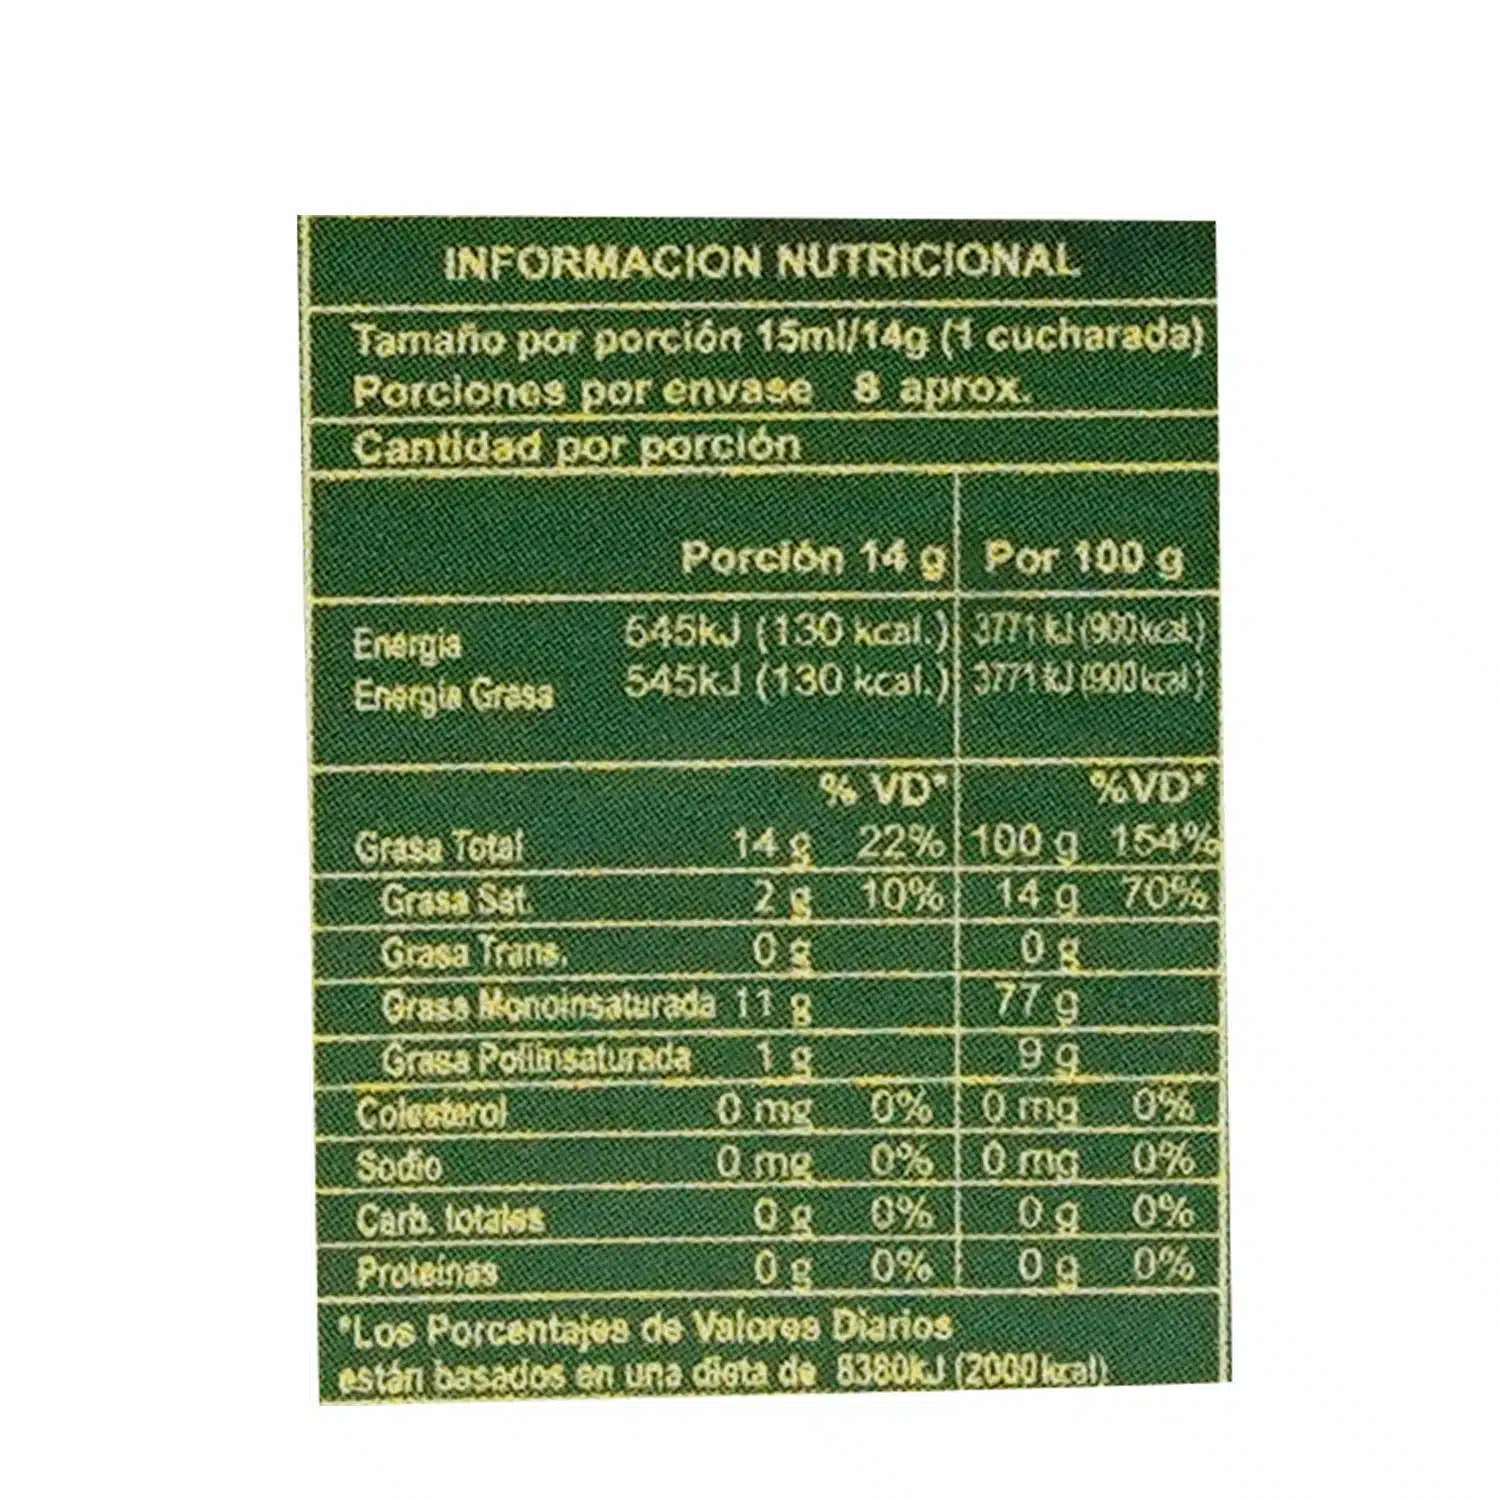 INFORMACION NUTRICIONAL
Tamaño por porción 15ml/14g (1 cucharada)
Porciones por envase 8 aprox.
Cantidad por porción
Porción 14 g Por 100 g
Energía 545kJ (130 kcal.) 3771 kJ (900 kcal.)
Energía Grasa 545kJ (130 kcal.) 3771 kJ (900 kcal.)
% VD* %VD*
Grasa Total 14 g 22% 100 g 154%
Grasa Sat. 2 g 10% 14 g 70%
Grasa Trans. 0 g 0 g
Grasa Monoinsaturada 11 g 77 g
Grasa Poliinsaturada 1 g 9 g
Colesterol 0 mg 0% 0 mg 0%
Sodio 0 mg 0% 0 mg 0%
Carb. totales 0 g 0% 0 g 0%
Proteínas 0 g 0% 0 g 0%
*Los Porcentajes de Valores Diarios
están basados en una dieta de 8380kJ (2000kcal)